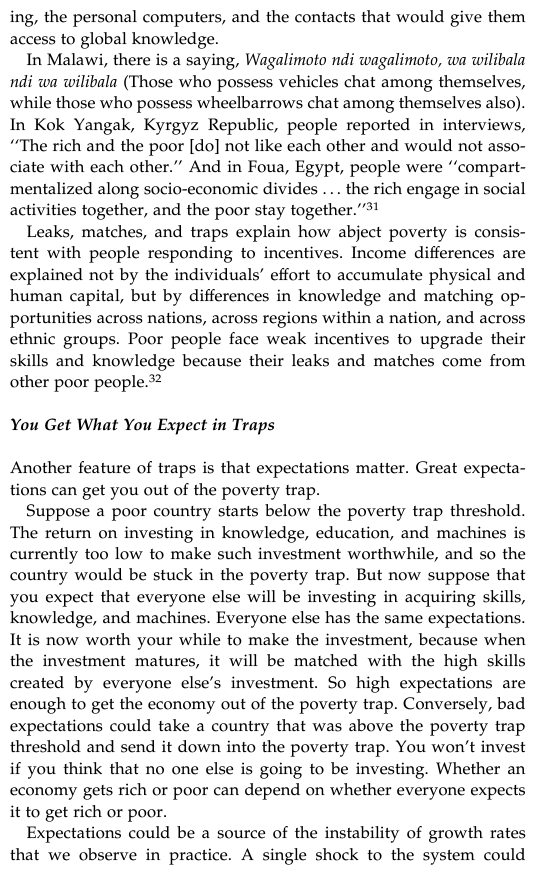 ing, the personal computers, and the contacts that would give them
access to global knowledge.
In Malawi, there is a saying, Wagalimoto ndi wagalimoto, wa wilibala
ndi wa wilibala (Those who possess vehicles chat among themselves,
while those who possess wheelbarrows chat among themselves also).
In Kok Yangak, Kyrgyz Republic, people reported in interviews,
‘‘The rich and the poor [do] not like each other and would not asso-
ciate with each other.’’ And in Foua, Egypt, people were ‘‘compart-
mentalized along socio-economic divides . . . the rich engage in social
activities together, and the poor stay together.’’31
Leaks, matches, and traps explain how abject poverty is consis-
tent with people responding to incentives. Income differences are
explained not by the individuals’ effort to accumulate physical and
human capital, but by differences in knowledge and matching op-
portunities across nations, across regions within a nation, and across
ethnic groups. Poor people face weak incentives to upgrade their
skills and knowledge because their leaks and matches come from
other poor people.32
You Get What You Expect in Traps
Another feature of traps is that expectations matter. Great expecta-
tions can get you out of the poverty trap.
Suppose a poor country starts below the poverty trap threshold.
The return on investing in knowledge, education, and machines is
currently too low to make such investment worthwhile, and so the
country would be stuck in the poverty trap. But now suppose that
you expect that everyone else will be investing in acquiring skills,
knowledge, and machines. Everyone else has the same expectations.
It is now worth your while to make the investment, because when
the investment matures, it will be matched with the high skills
created by everyone else’s investment. So high expectations are
enough to get the economy out of the poverty trap. Conversely, bad
expectations could take a country that was above the poverty trap
threshold and send it down into the poverty trap. You won’t invest
if you think that no one else is going to be investing. Whether an
economy gets rich or poor can depend on whether everyone expects
it to get rich or poor.
Expectations could be a source of the instability of growth rates
that we observe in practice. A single shock to the system could